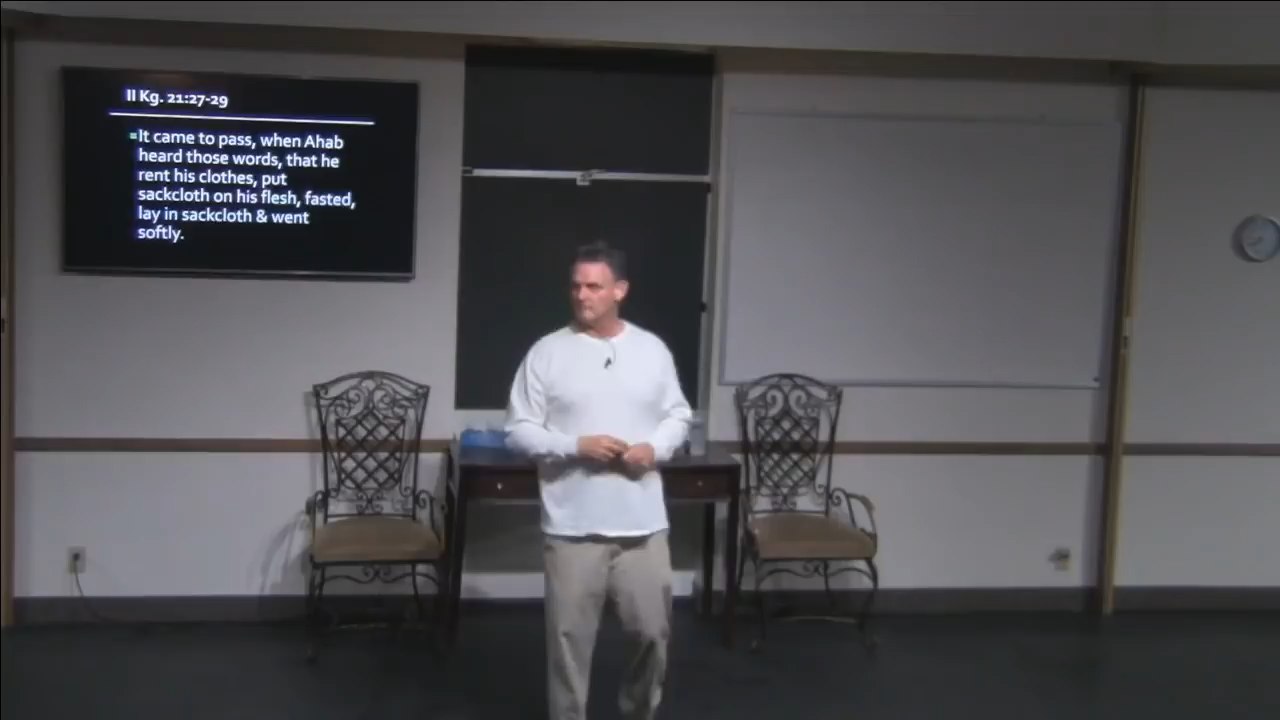 II Kg. 21:27-29
It came to pass, when Ahab
heard those words, that he
rent his clothes, put
sackcloth on his flesh, fasted,
lay in sackcloth & went
softly.